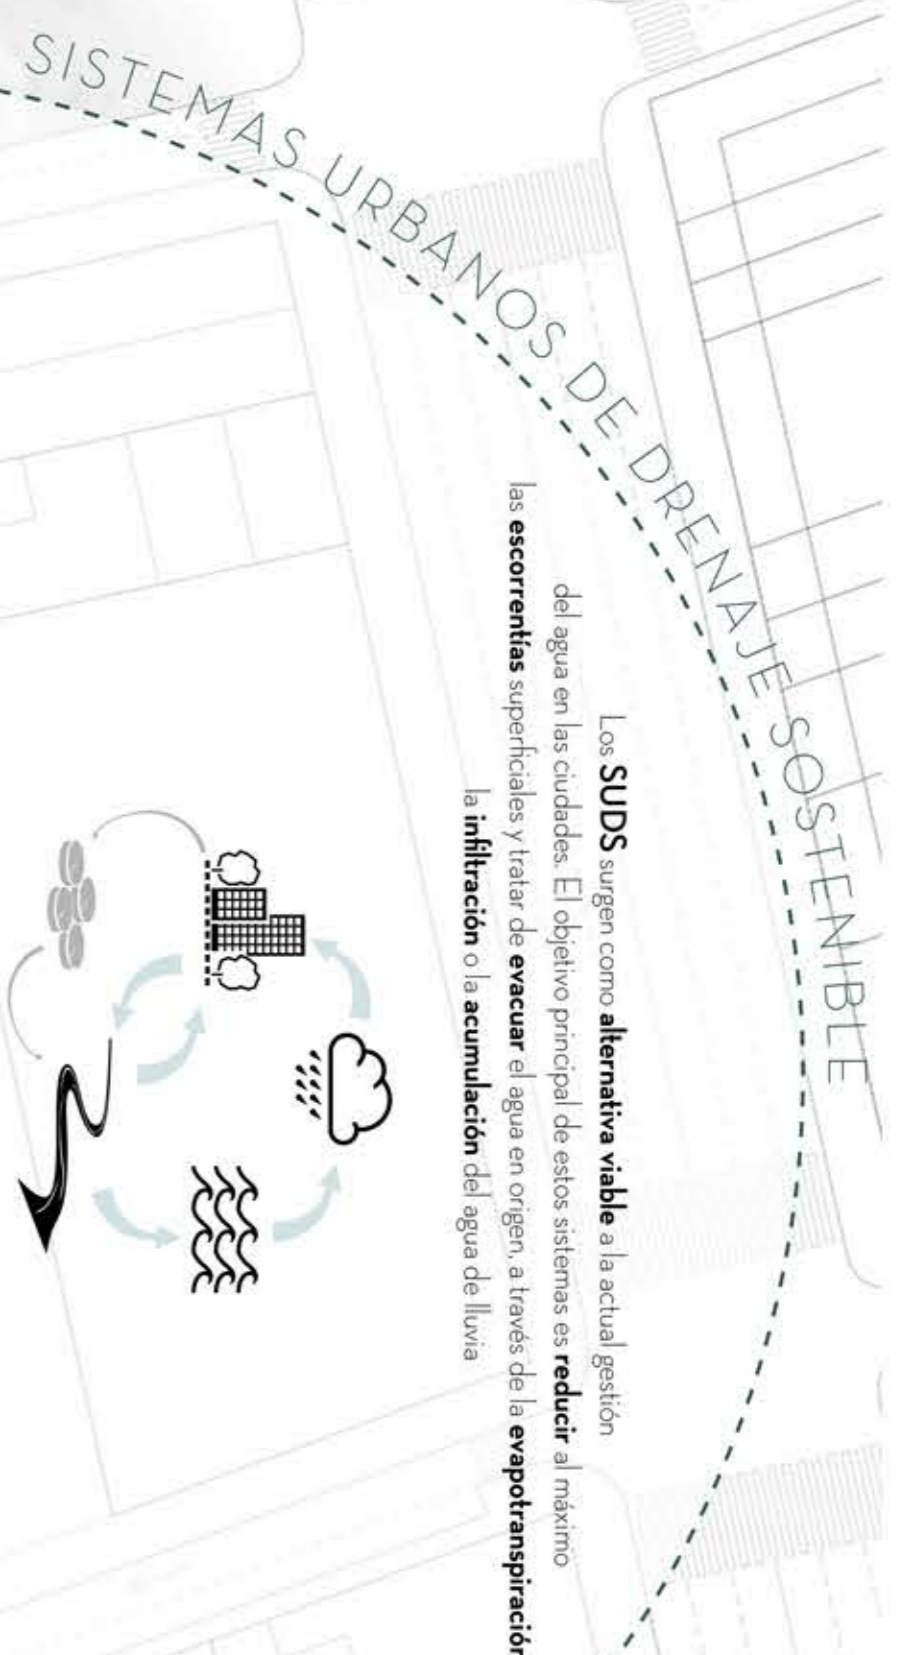 SISTEMAS URBANOS DE DRENAJE SOSTENIBLE
Los SUDS surgen como alternativa viable a la actual gestión
del agua en las ciudades. El objetivo principal de estos sistemas es reducir al máximo
las escorrentías superficiales y tratar de evacuar el agua en origen, a través de la evapotranspiración
la infiltración o la acumulación del agua de lluvia